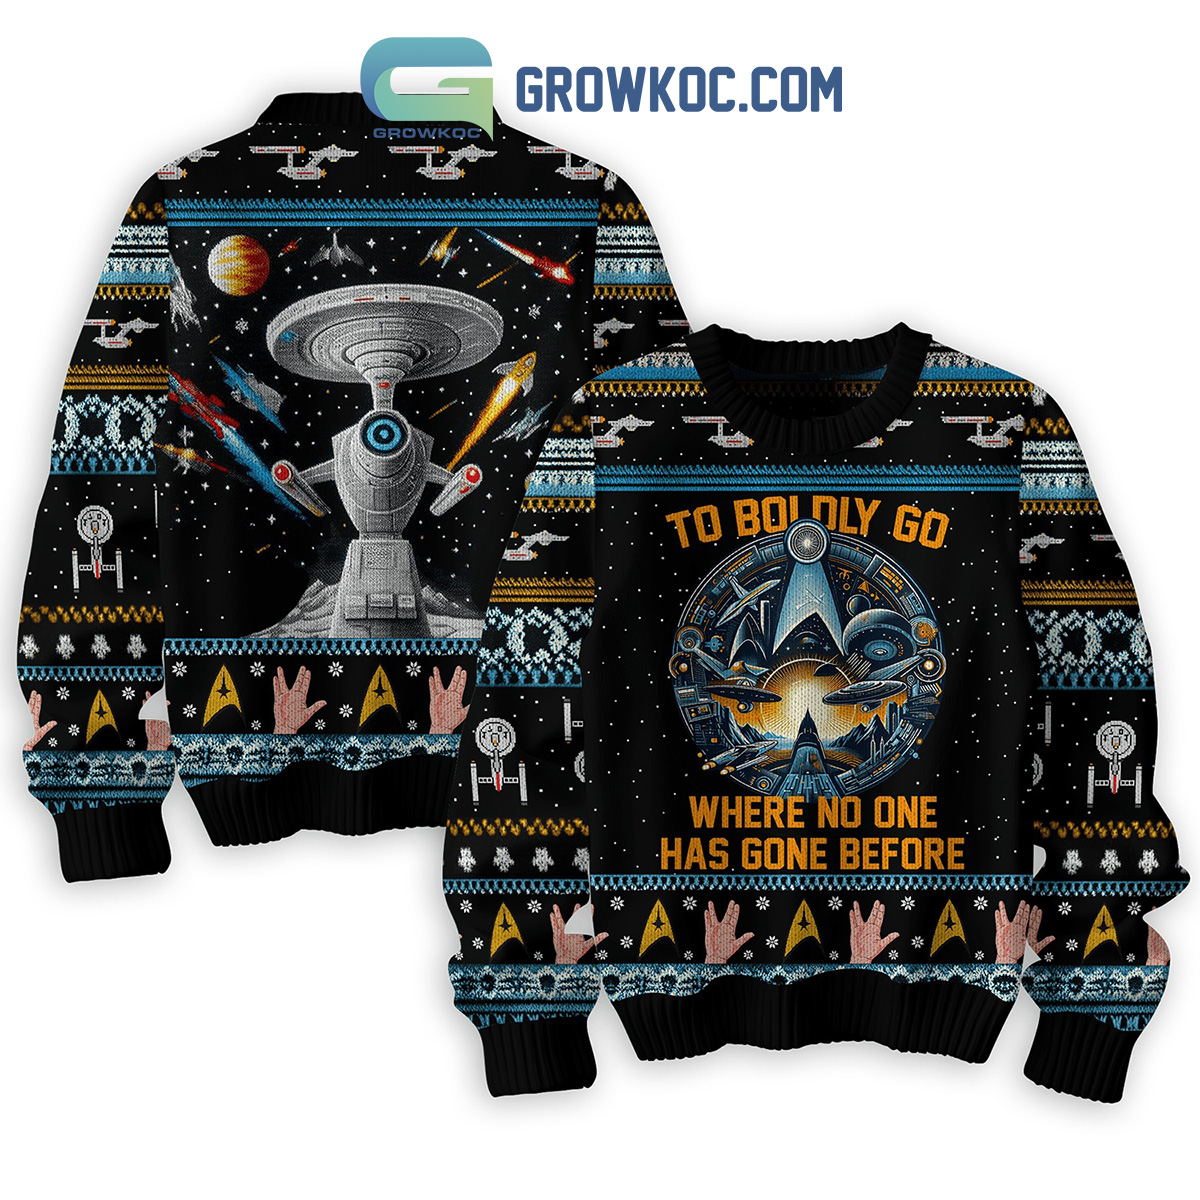 GROWKOC.COM
GROWKOC
TO BOLDLY GO
WHERE NO ONE
HAS GONE BEFORE